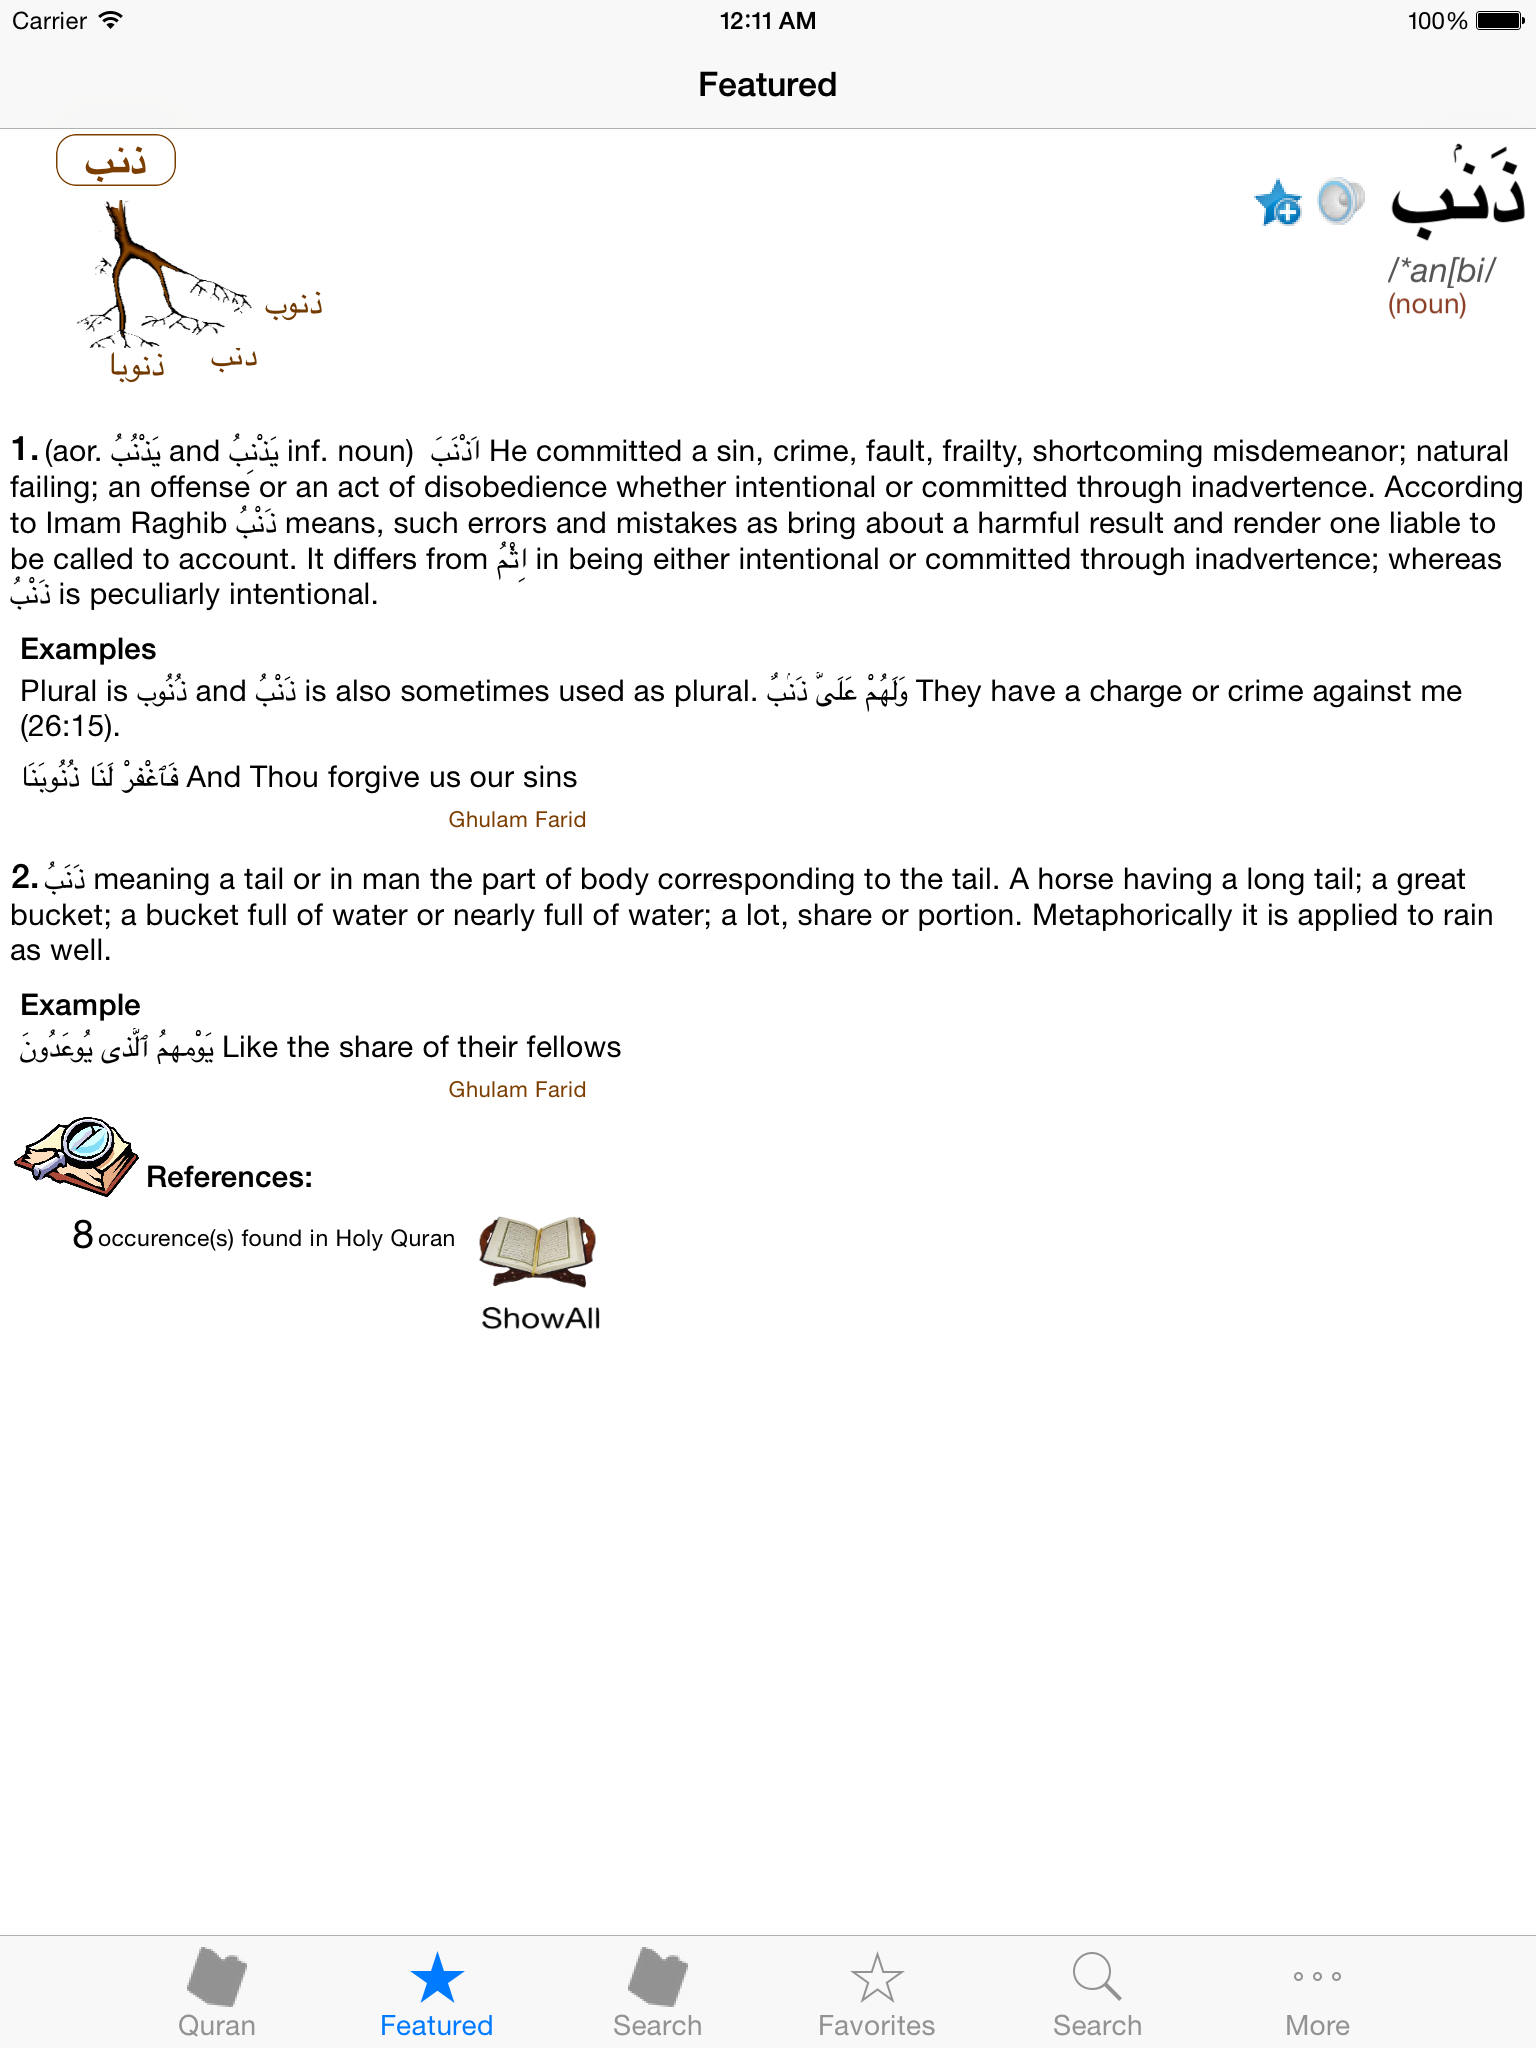 Carrier 12:11 AM 100%
Featured
ذنب
ذَنۢب
/*an[bi/
(noun)
ذنوب
دنب
ذنوبا
1. (aor. يَذْنُبُ and يَذْنِبُ inf. noun) اَذْنَبَ He committed a sin, crime, fault, frailty, shortcoming misdemeanor; natural
failing; an offense or an act of disobedience whether intentional or committed through inadvertence. According
to Imam Raghib ذَنْبُ means, such errors and mistakes as bring about a harmful result and render one liable to
be called to account. It differs from اِثْمُ in being either intentional or committed through inadvertence; whereas
ذَنْبُ is peculiarly intentional.
Examples
Plural is ذُنُوب and ذَنْبُ is also sometimes used as plural. وَلَهُمْ عَلَىَّ ذَنۢبٌ They have a charge or crime against me
(26:15).
فَٱغْفرْ لَنَا ذُنُوبَنَا And Thou forgive us our sins
Ghulam Farid
2. ذَنَبُ meaning a tail or in man the part of body corresponding to the tail. A horse having a long tail; a great
bucket; a bucket full of water or nearly full of water; a lot, share or portion. Metaphorically it is applied to rain
as well.
Example
يَوْمهمُ ٱلَّذى يُوعَدُونَ Like the share of their fellows
Ghulam Farid
References:
8 occurence(s) found in Holy Quran
ShowAll
Quran Featured Search Favorites Search More